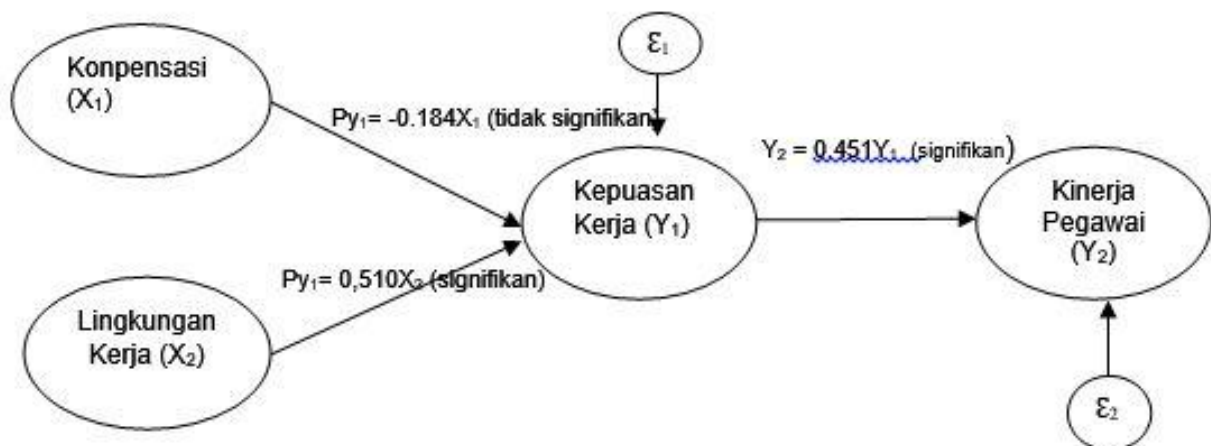 Konpensasi
(X₁)
Ɛ₁
Py₁= -0.184X₁ (tidak signifikan)
Y₂ = 0,451Y₁ (signifikan)
Kepuasan
Kerja (Y₁)
Kinerja
Pegawai
(Y₂)
Py₁= 0,510X₂ (signifikan)
Lingkungan
Kerja (X₂)
Ɛ₂